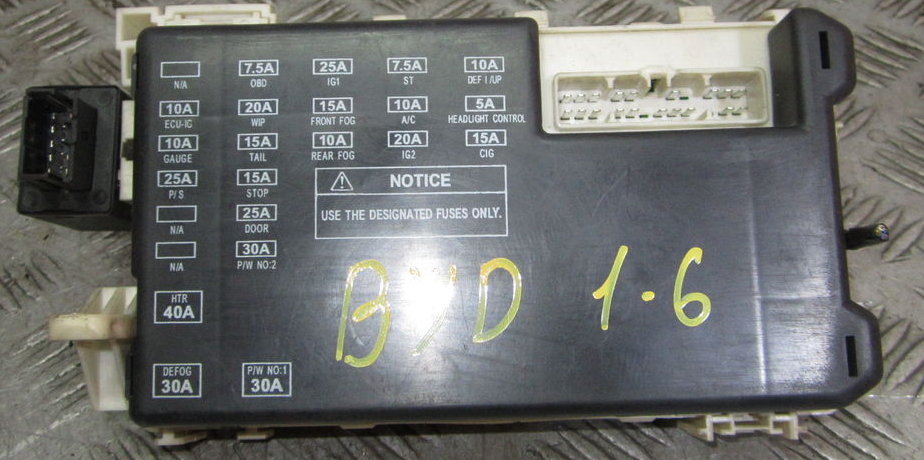 7.5A 25A 7.5A 10A
N/A OBD IG1 ST DEF I/UP
10A 20A 15A 10A 5A
ECU-IG WIP FRONT FOG A/C HEADLIGHT CONTROL
10A 15A 10A 20A 15A
GAUGE TAIL REAR FOG IG2 CIG
25A 15A
P/S STOP
NOTICE
USE THE DESIGNATED FUSES ONLY.
25A
N/A DOOR
30A
N/A P/W NO:2
HTR
40A
BYD 1.6
DEFOG P/W NO:1
30A 30A